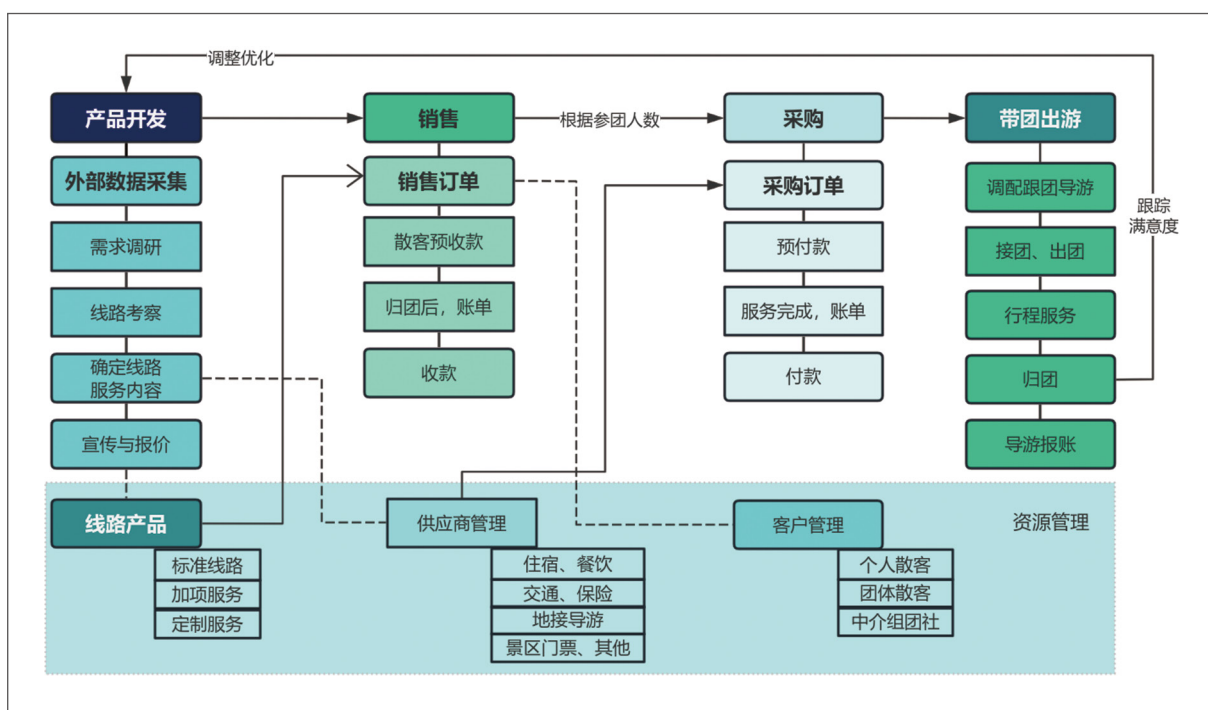 调整优化
产品开发
销售
根据参团人数
采购
带团出游
外部数据采集
销售订单
采购订单
调配跟团导游
跟踪
满意度
需求调研
散客预收款
预付款
接团、出团
线路考察
归团后，账单
服务完成，账单
行程服务
确定线路
服务内容
收款
付款
归团
宣传与报价
导游报账
线路产品
供应商管理
客户管理
资源管理
标准线路
加项服务
定制服务
住宿、餐饮
交通、保险
地接导游
景区门票、其他
个人散客
团体散客
中介组团社